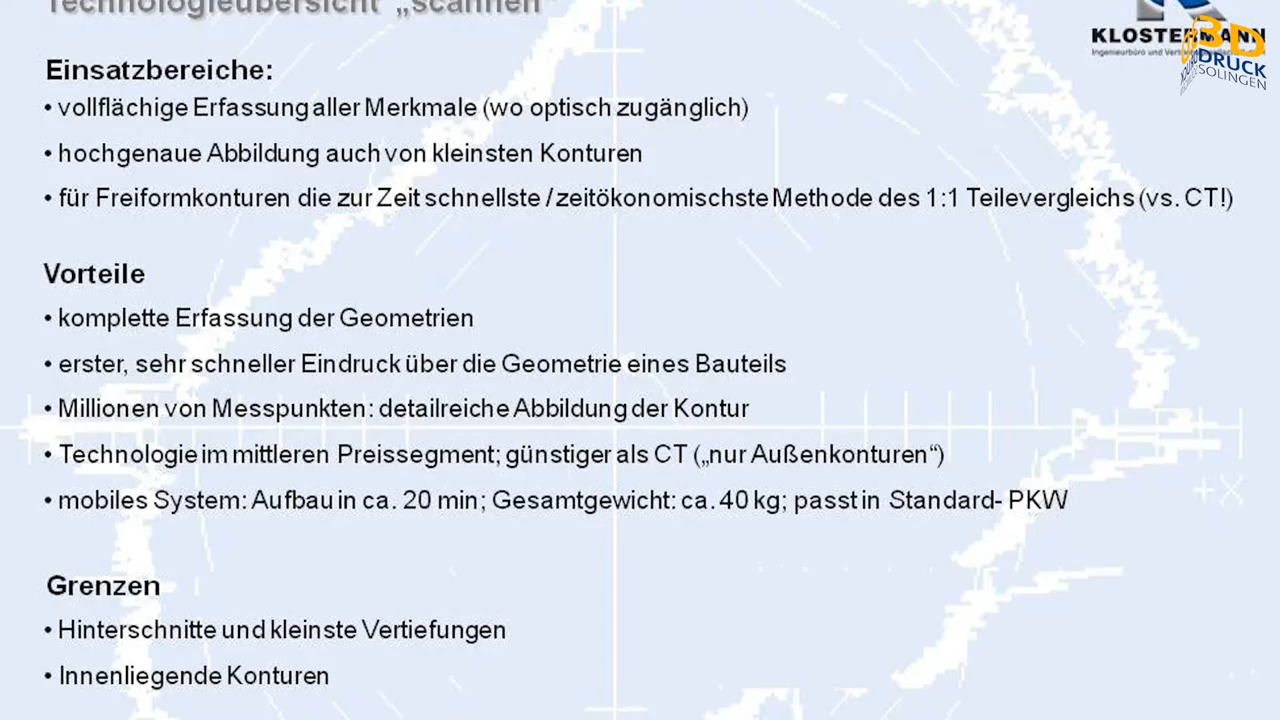 Technologieübersicht „scannen“
KLOSTERMANN
Ingenieurbüro und
3D
DRUCK
SOLINGEN
Einsatzbereiche:
• vollflächige Erfassung aller Merkmale (wo optisch zugänglich)
• hochgenaue Abbildung auch von kleinsten Konturen
• für Freiformkonturen die zur Zeit schnellste / zeitökonomischste Methode des 1:1 Teilevergleichs (vs. CT!)
Vorteile
• komplette Erfassung der Geometrien
• erster, sehr schneller Eindruck über die Geometrie eines Bauteils
• Millionen von Messpunkten: detailreiche Abbildung der Kontur
• Technologie im mittleren Preissegment; günstiger als CT („nur Außenkonturen“)
• mobiles System: Aufbau in ca. 20 min; Gesamtgewicht: ca. 40 kg; passt in Standard- PKW
+X
Grenzen
• Hinterschnitte und kleinste Vertiefungen
• Innenliegende Konturen